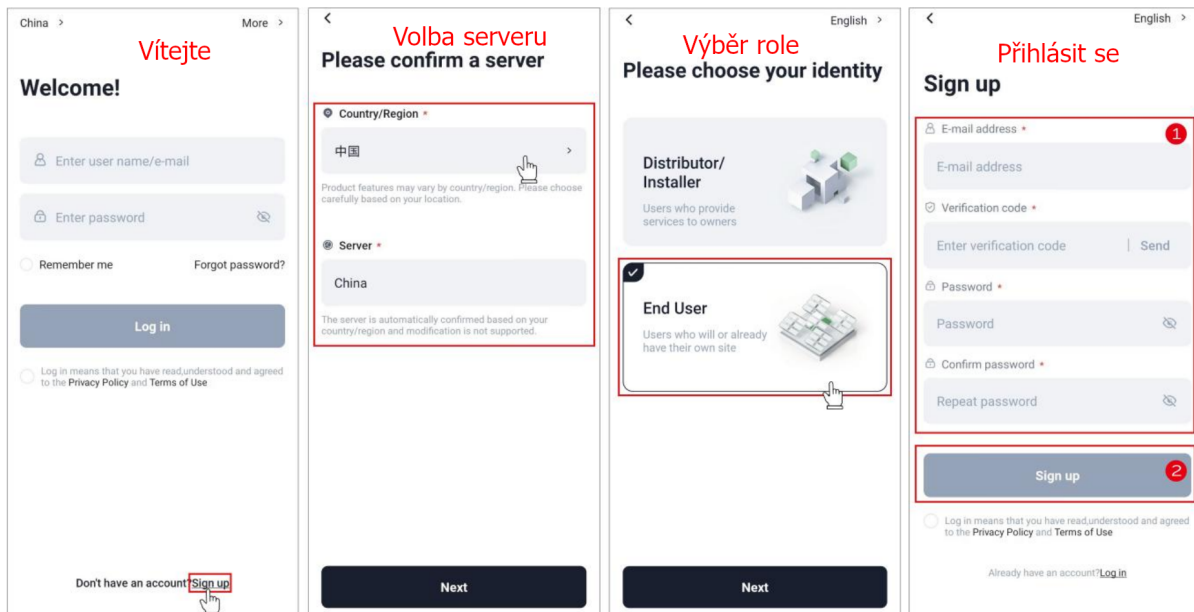 China >
More >
Vítejte
Welcome!
Enter user name/e-mail
Enter password
Remember me
Forgot password?
Log in
Log in means that you have read,understood and agreed
to the Privacy Policy and Terms of Use
Don't have an account?Sign up
Volba serveru
Please confirm a server
Country/Region *
中国
Product features may vary by country/region. Please choose
carefully based on your location.
Server *
China
The server is automatically confirmed based on your
country/region and modification is not supported.
Next
English >
Výběr role
Please choose your identity
Distributor/
Installer
Users who provide
services to owners
End User
Users who will or already
have their own site
Next
English >
Přihlásit se
Sign up
E-mail address *
1
E-mail address
Verification code *
Enter verification code
Send
Password *
Password
Confirm password *
Repeat password
Sign up
2
Log in means that you have read,understood and agreed
to the Privacy Policy and Terms of Use
Already have an account?Log in